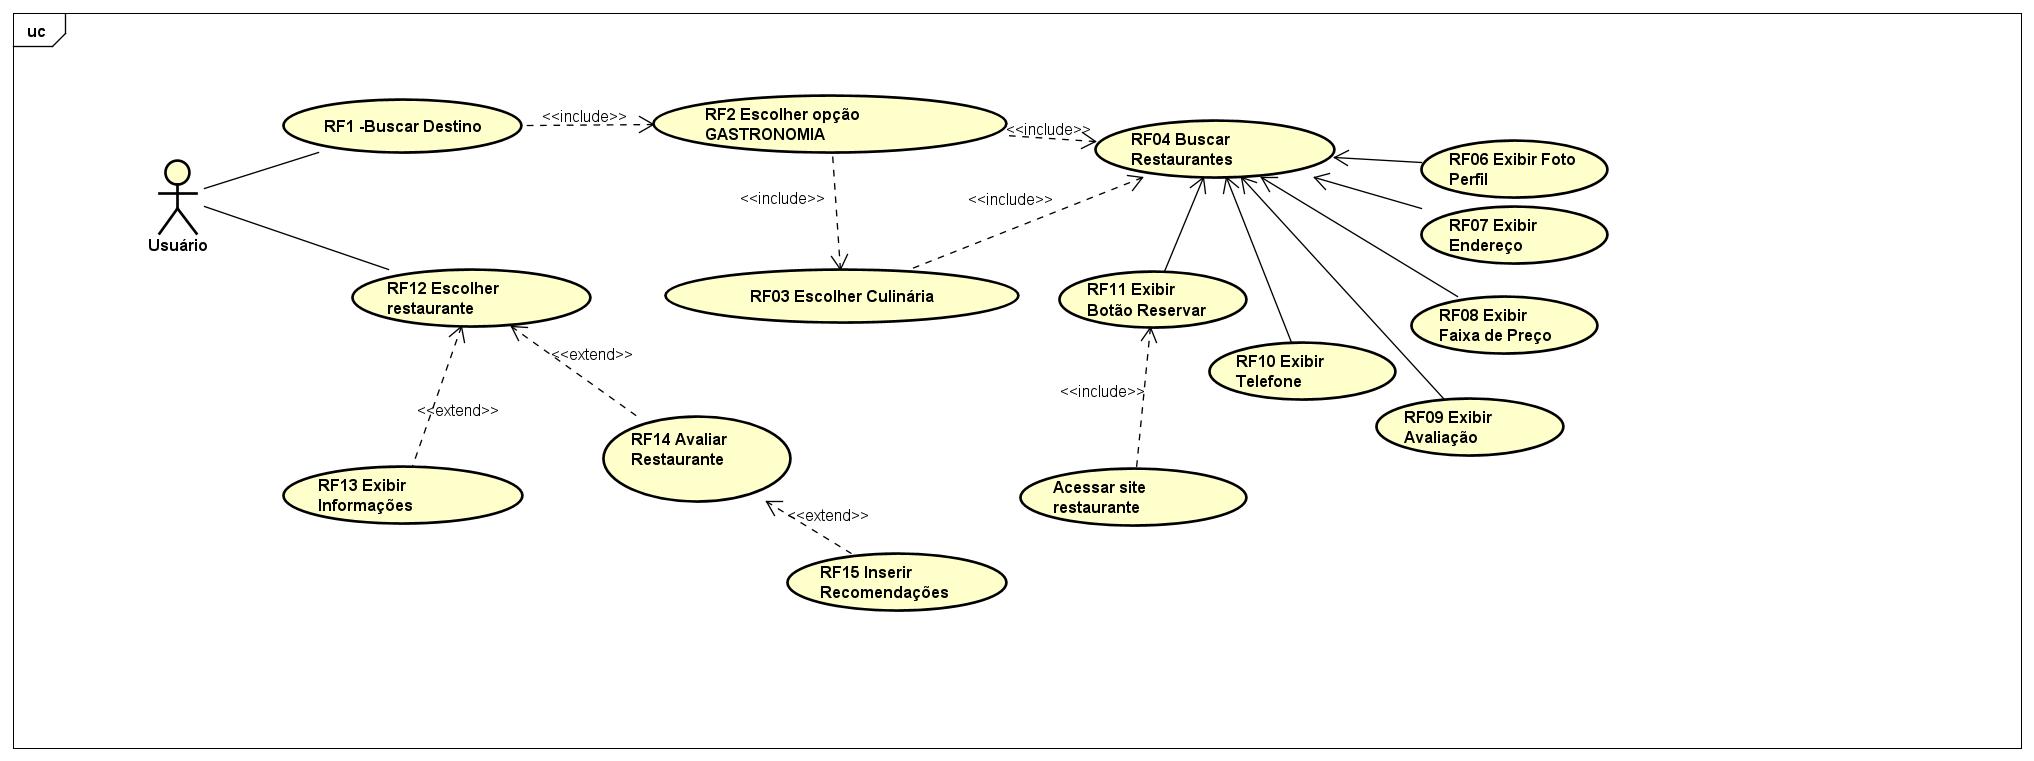 uc
RF1 -Buscar Destino
<<include>>
RF2 Escolher opção
GASTRONOMIA
<<include>>
RF04 Buscar
Restaurantes
RF06 Exibir Foto
Perfil
<<include>>
<<include>>
RF07 Exibir
Endereço
Usuário
RF12 Escolher
restaurante
RF03 Escolher Culinária
RF11 Exibir
Botão Reservar
RF08 Exibir
Faixa de Preço
<<extend>>
RF10 Exibir
Telefone
<<include>>
<<extend>>
RF09 Exibir
Avaliação
RF14 Avaliar
Restaurante
RF13 Exibir
Informações
Acessar site
restaurante
<<extend>>
RF15 Inserir
Recomendações